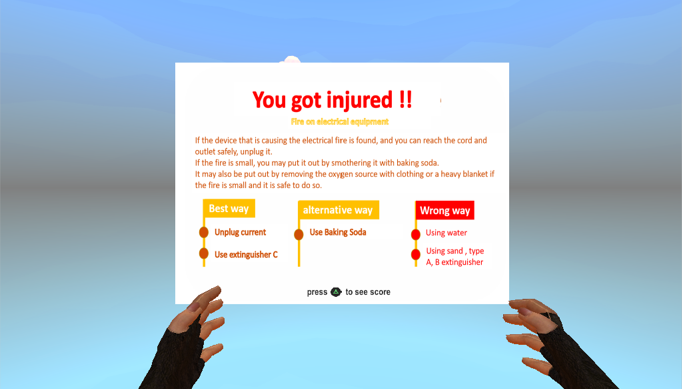 You got injured !!
Fire on electrical equipment
If the device that is causing the electrical fire is found, and you can reach the cord and
outlet safely, unplug it.
If the fire is small, you may put it out by smothering it with baking soda.
It may also be put out by removing the oxygen source with clothing or a heavy blanket if
the fire is small and it is safe to do so.
Best way
Unplug current
Use extinguisher C
alternative way
Use Baking Soda
Wrong way
Using water
Using sand , type
A, B extinguisher
press A to see score